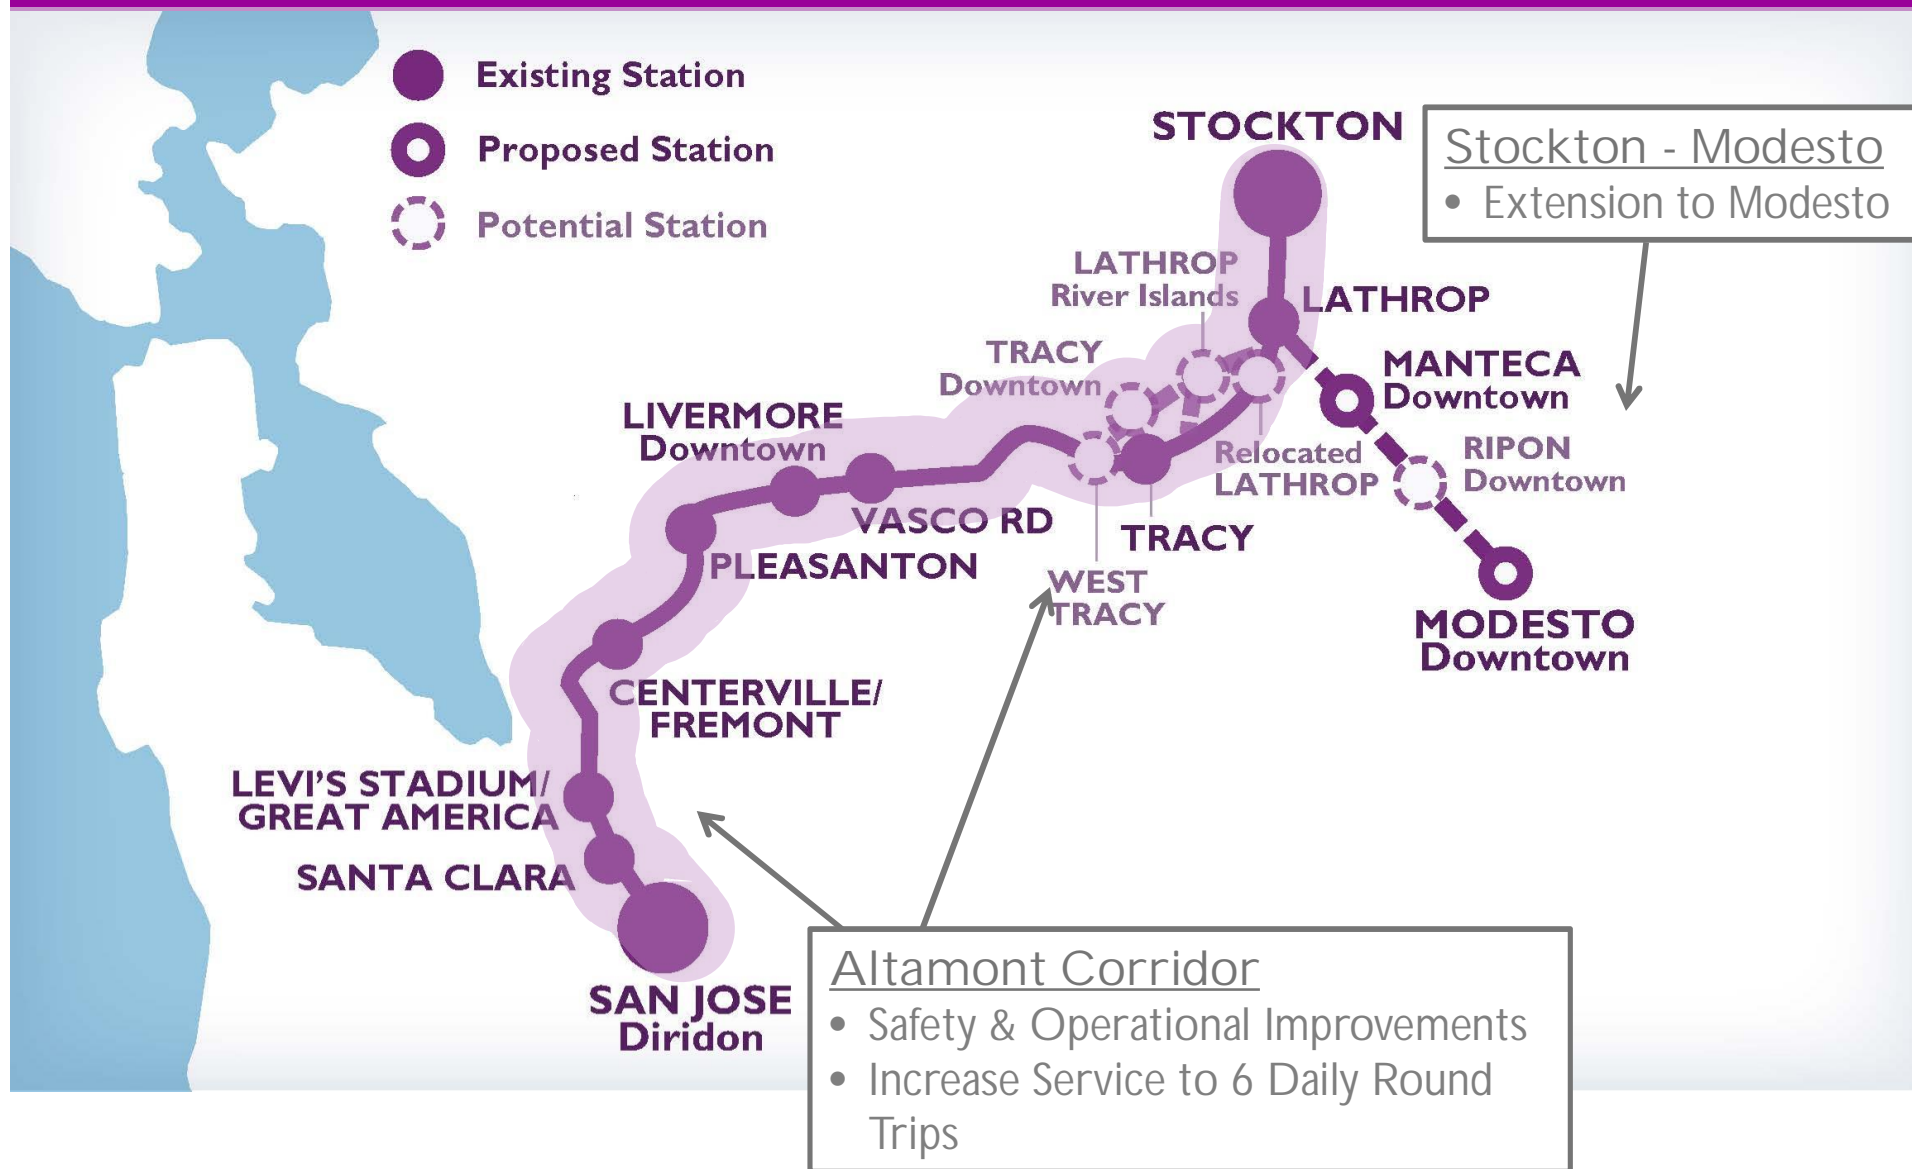 Existing Station
Proposed Station
Potential Station
STOCKTON
Stockton - Modesto
• Extension to Modesto
LATHROP
River Islands
LATHROP
TRACY
Downtown
MANTECA
Downtown
LIVERMORE
Downtown
Relocated
LATHROP
RIPON
Downtown
VASCO RD
TRACY
PLEASANTON
WEST
TRACY
MODESTO
Downtown
CENTERVILLE/
FREMONT
LEVI'S STADIUM/
GREAT AMERICA
SANTA CLARA
SAN JOSE
Diridon
Altamont Corridor
• Safety & Operational Improvements
• Increase Service to 6 Daily Round
Trips